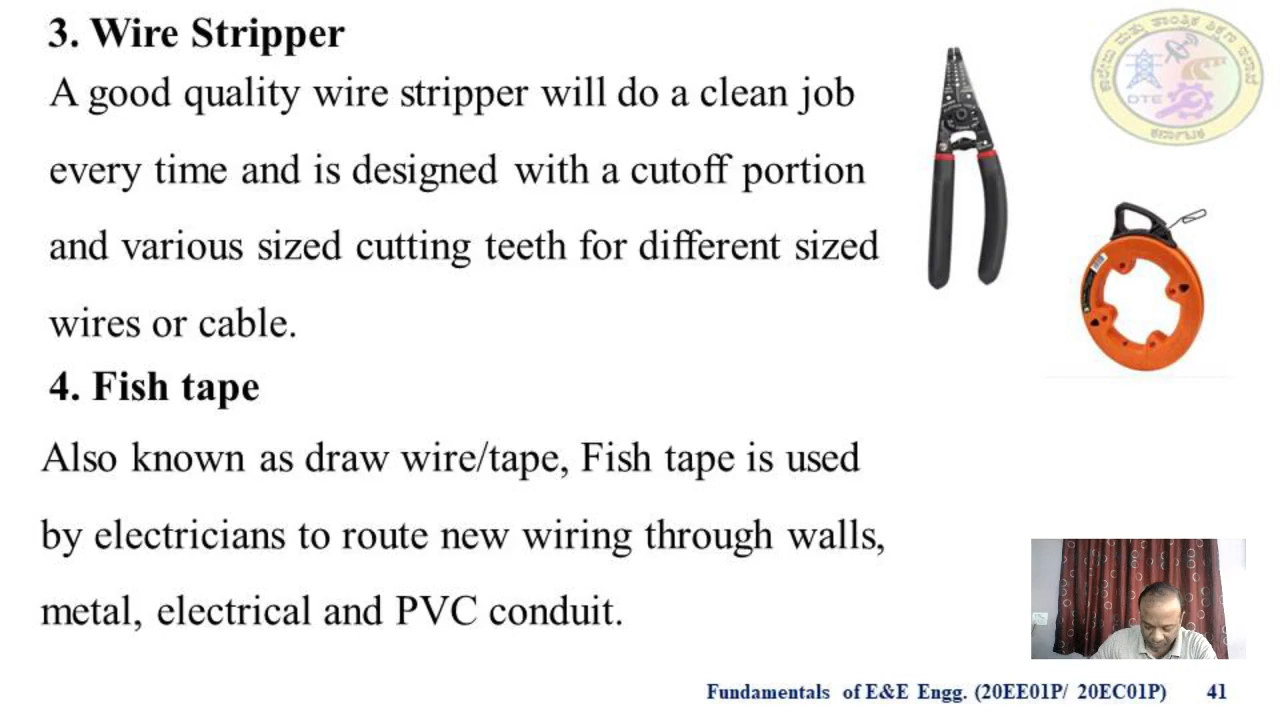 3. Wire Stripper
A good quality wire stripper will do a clean job
every time and is designed with a cutoff portion
and various sized cutting teeth for different sized
wires or cable.
4. Fish tape
Also known as draw wire/tape, Fish tape is used
by electricians to route new wiring through walls,
metal, electrical and PVC conduit.
DTE
ಕರ್ನಾಟಕ
Fundamentals of E&E Engg. (20EE01P/ 20EC01P) 41